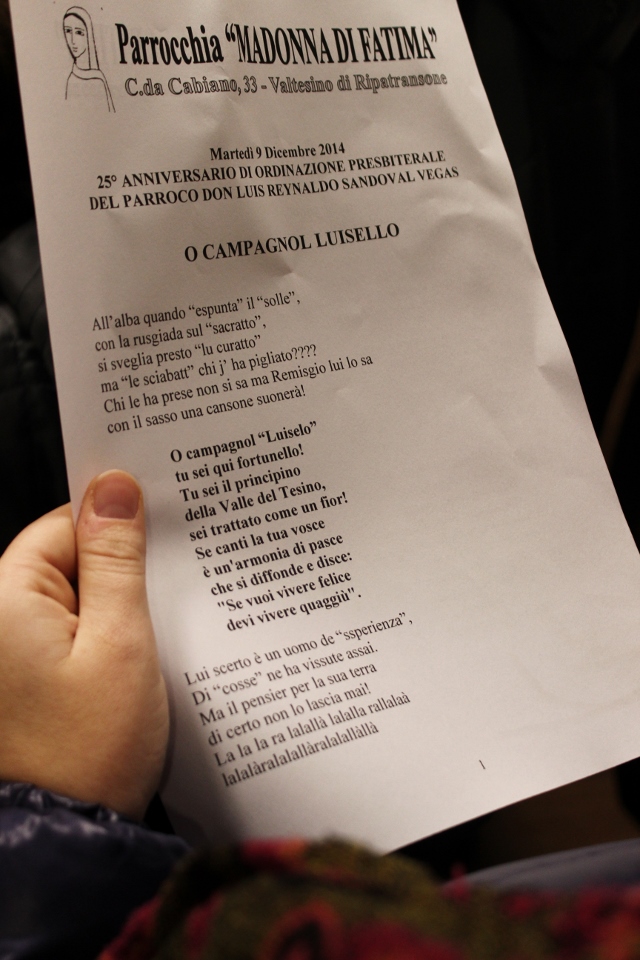 Parrocchia "MADONNA DI FATIMA"
C.da Cabiano, 33 - Valtesino di Ripatransone
Martedì 9 Dicembre 2014
25° ANNIVERSARIO DI ORDINAZIONE PRESBITERALE
DEL PARROCO DON LUIS REYNALDO SANDOVAL VEGAS
O CAMPAGNOL LUISELLO
All'alba quando "espunta" il "solle",
con la rusgiada sul "sacratto",
si sveglia presto "lu curatto"
ma "le sciabatt" chi j' ha pigliato????
Chi le ha prese non si sa ma Remisgio lui lo sa
con il sasso una cansone suonerà!
O campagnol "Luiselo"
tu sei qui fortunello!
Tu sei il principino
della Valle del Tesino,
sei trattato come un fior!
Se canti la tua vosce
è un'armonia di pasce
che si diffonde e disce:
"Se vuoi vivere felice
devi vivere quaggiù".
Lui scerto è un uomo de "ssperienza",
Di "cosse" ne ha vissute assai.
Ma il pensier per la sua terra
di certo non lo lascia mai!
La la la ra lalallà lalalla rallalaà
lalalàralalallàralalallàllà
1